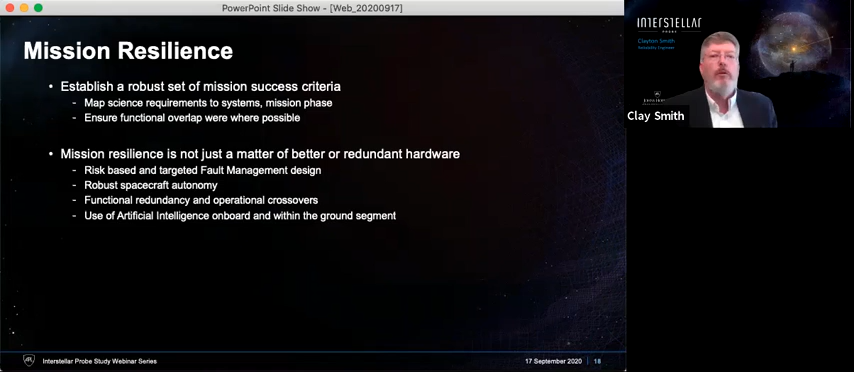 PowerPoint Slide Show - [Web_20200917]
Mission Resilience
• Establish a robust set of mission success criteria
- Map science requirements to systems, mission phase
- Ensure functional overlap were where possible
• Mission resilience is not just a matter of better or redundant hardware
- Risk based and targeted Fault Management design
- Robust spacecraft autonomy
- Functional redundancy and operational crossovers
- Use of Artificial Intelligence onboard and within the ground segment
APL
Interstellar Probe Study Webinar Series
17 September 2020 | 18
INTERSTELLAR
PROBE
Clayton Smith
Reliability Engineer
Clay Smith